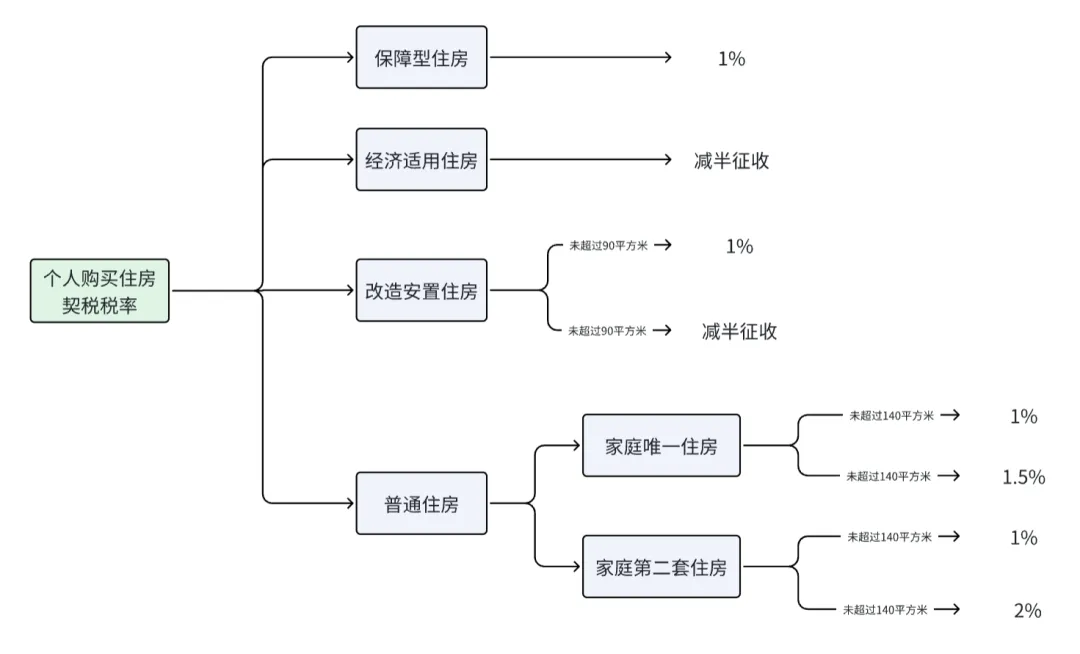 保障型住房
1%
经济适用住房
减半征收
个人购买住房
契税税率
改造安置住房
未超过90平方米
1%
未超过90平方米
减半征收
普通住房
家庭唯一住房
未超过140平方米
1%
未超过140平方米
1.5%
家庭第二套住房
未超过140平方米
1%
未超过140平方米
2%